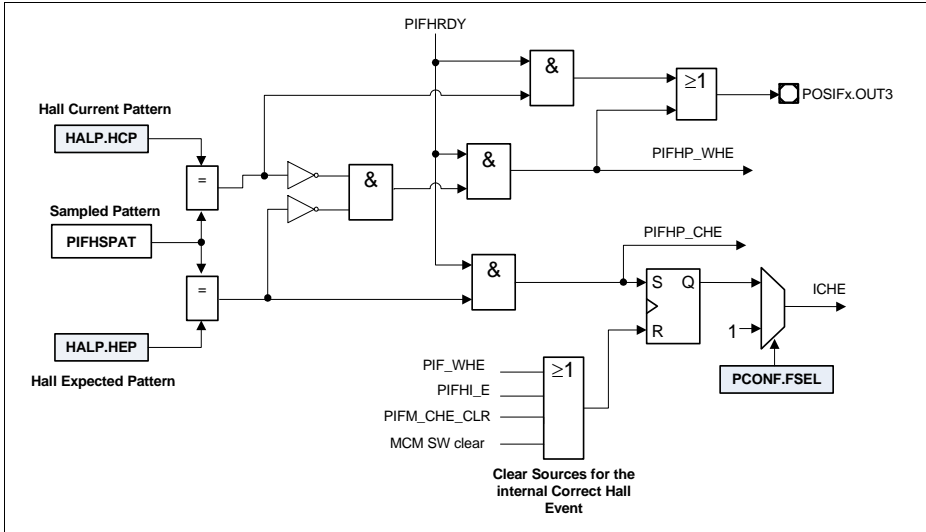 PIFHRDY
&
≥1
POSIFx.OUT3
Hall Current Pattern
HALP.HCP
=
&
&
PIFHP_WHE
Sampled Pattern
PIFHSPAT
PIFHP_CHE
=
&
S Q
R
ICHE
1
HALP.HEP
Hall Expected Pattern
PCONF.FSEL
PIF_WHE
PIFHI_E
PIFM_CHE_CLR
MCM SW clear
≥1
Clear Sources for the
internal Correct Hall
Event